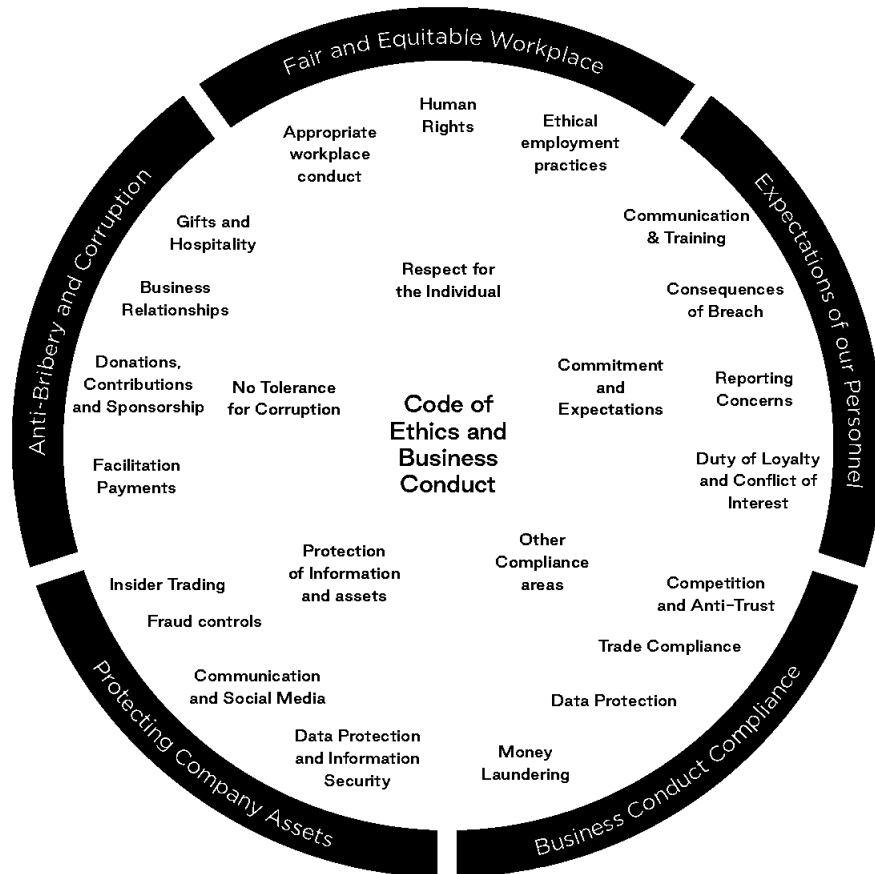 Fair and Equitable Workplace
Human
Rights
Appropriate
workplace
conduct
Ethical
employment
practices
Expectations of our Personnel
Communication
& Training
Consequences
of Breach
Reporting
Concerns
Duty of Loyalty
and Conflict of
Interest
Anti-Bribery and Corruption
Gifts and
Hospitality
Business
Relationships
Donations,
Contributions
and Sponsorship
Facilitation
Payments
Respect for
the Individual
No Tolerance
for Corruption
Commitment
and
Expectations
Code of
Ethics and
Business
Conduct
Protection
of Information
and assets
Other
Compliance
areas
Insider Trading
Fraud controls
Communication
and Social Media
Data Protection
and Information
Security
Protecting Company Assets
Competition
and Anti-Trust
Trade Compliance
Data Protection
Money
Laundering
Business Conduct Compliance